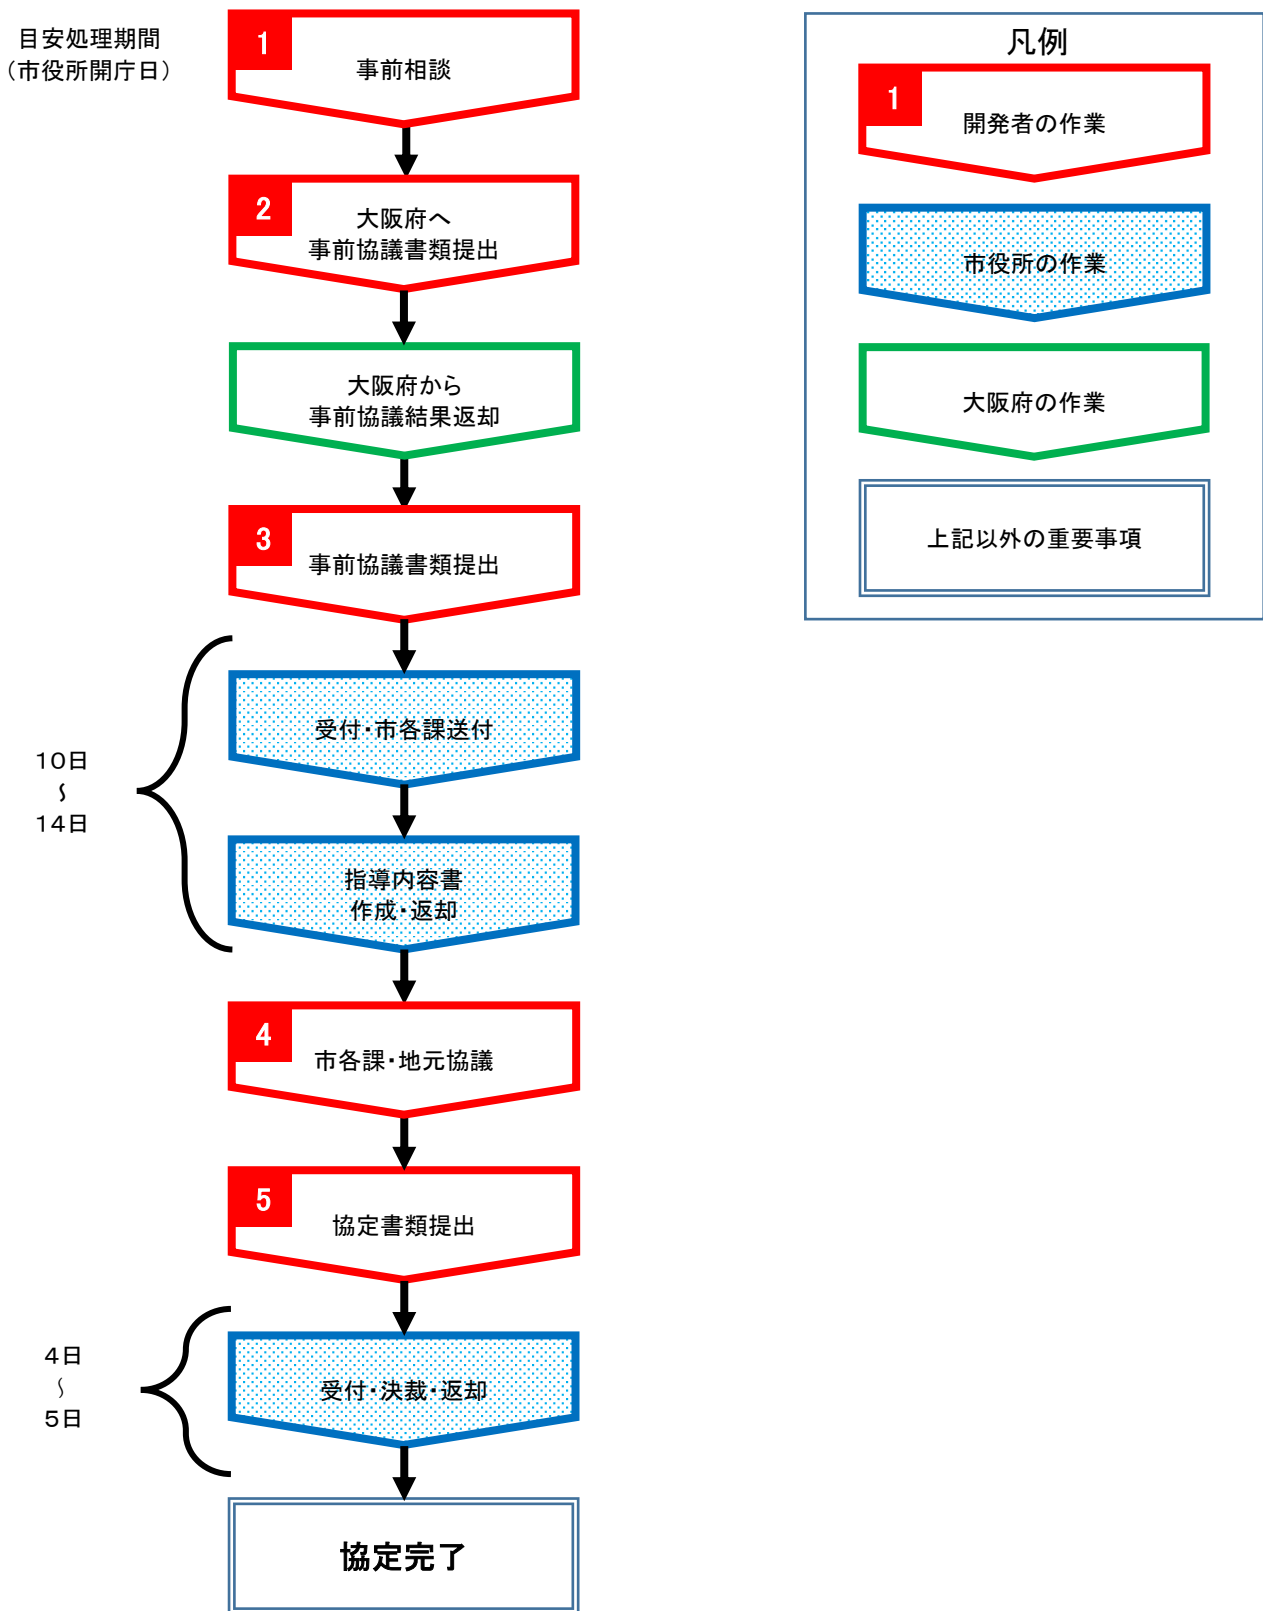 目安処理期間
（市役所開庁日）
1
事前相談
2
大阪府へ
事前協議書類提出
大阪府から
事前協議結果返却
3
事前協議書類提出
10日
～
14日
受付・市各課送付
指導内容書
作成・返却
4
市各課・地元協議
5
協定書類提出
4日
～
5日
受付・決裁・返却
協定完了
凡例
1
開発者の作業
市役所の作業
大阪府の作業
上記以外の重要事項